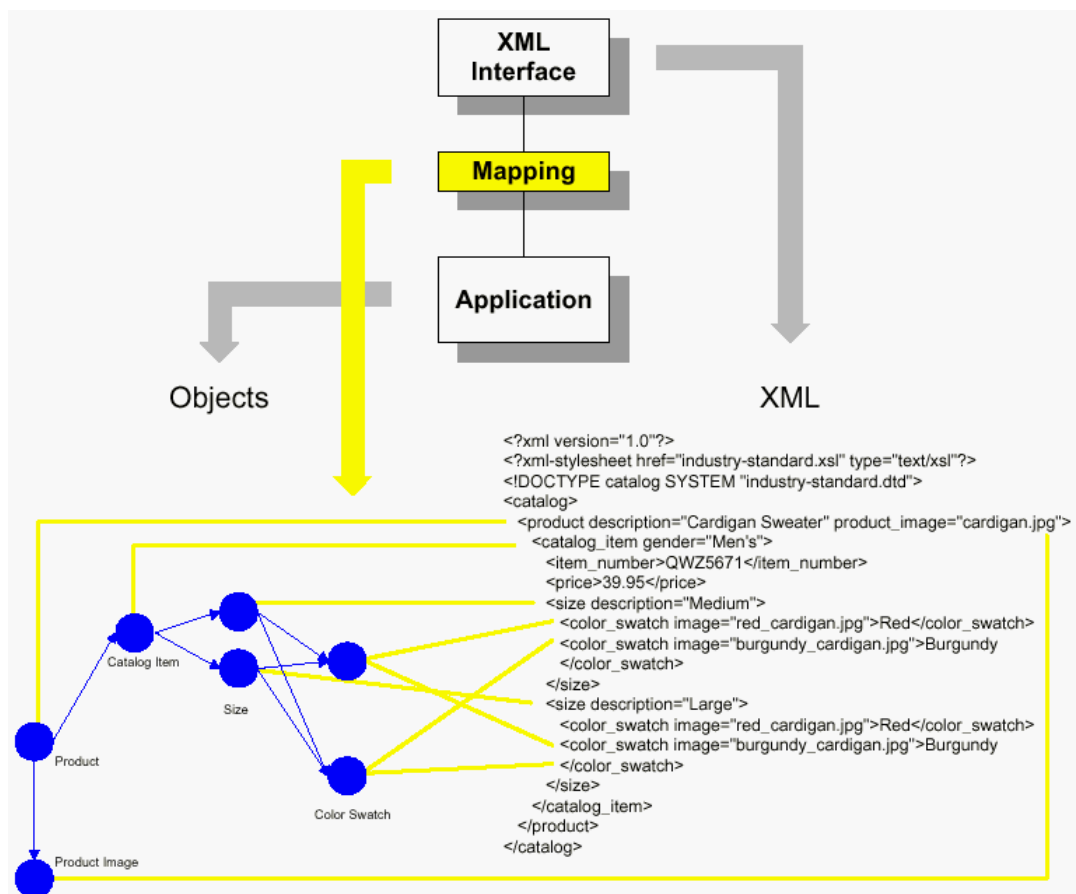 XML
Interface
Mapping
Application
Objects
XML
<?xml version="1.0"?>
<?xml-stylesheet href="industry-standard.xsl" type="text/xsl"?>
<!DOCTYPE catalog SYSTEM "industry-standard.dtd">
<catalog>
<product description="Cardigan Sweater" product_image="cardigan.jpg">
<catalog_item gender="Men's">
<item_number>QWZ5671</item_number>
<price>39.95</price>
<size description="Medium">
<color_swatch image="red_cardigan.jpg">Red</color_swatch>
<color_swatch image="burgundy_cardigan.jpg">Burgundy
</color_swatch>
</size>
<size description="Large">
<color_swatch image="red_cardigan.jpg">Red</color_swatch>
<color_swatch image="burgundy_cardigan.jpg">Burgundy
</color_swatch>
</size>
</catalog_item>
</product>
</catalog>
Catalog Item
Size
Product
Color Swatch
Product Image